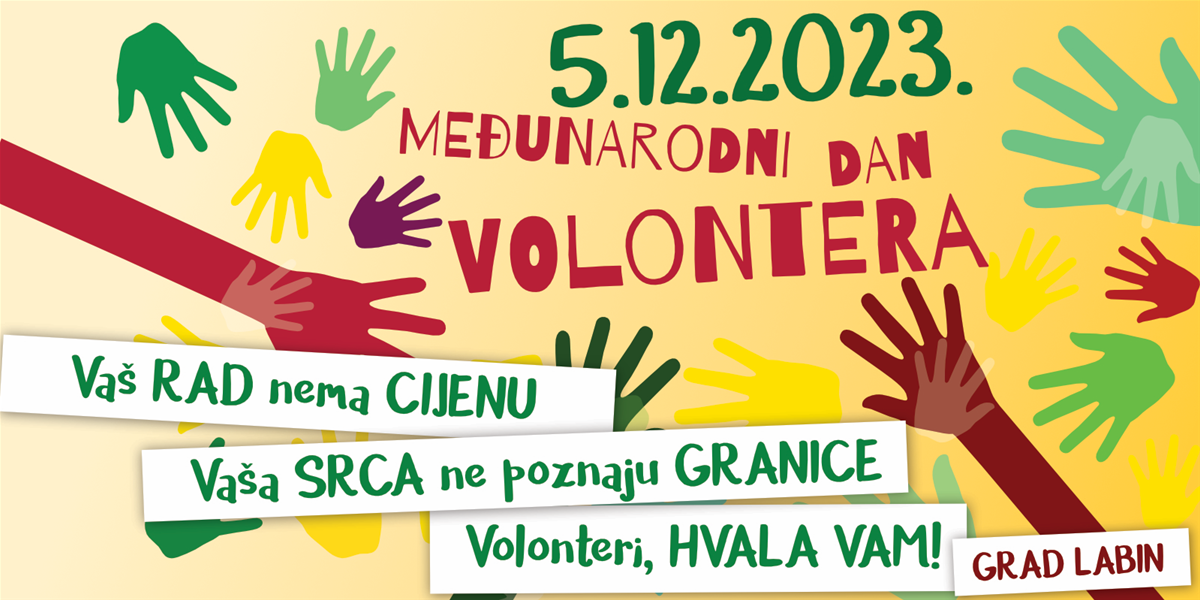 5.12.2023.
MEĐUNARODNI DAN
VOLONTERA
Vaš RAD nema CIJENU
Vaša SRCA ne poznaju GRANICE
Volonteri, HVALA VAM!
GRAD LABIN